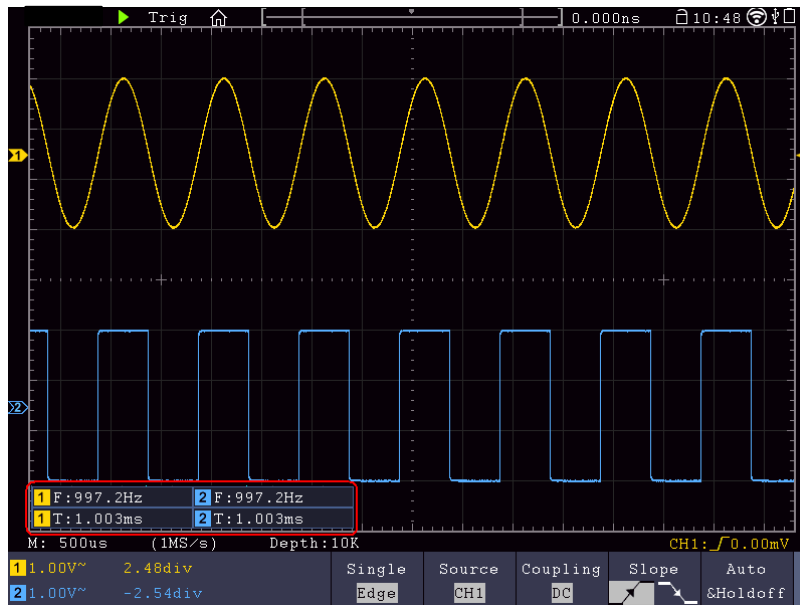 Trig 0.000ns 10:48
1
2
1 F:997.2Hz 2 F:997.2Hz
1 T:1.003ms 2 T:1.003ms
M: 500us (1MS/s) Depth:10K CH1: 0.00mV
1 1.00V~ 2.48div Single Source Coupling Slope Auto
2 1.00V~ -2.54div Edge CH1 DC &Holdoff